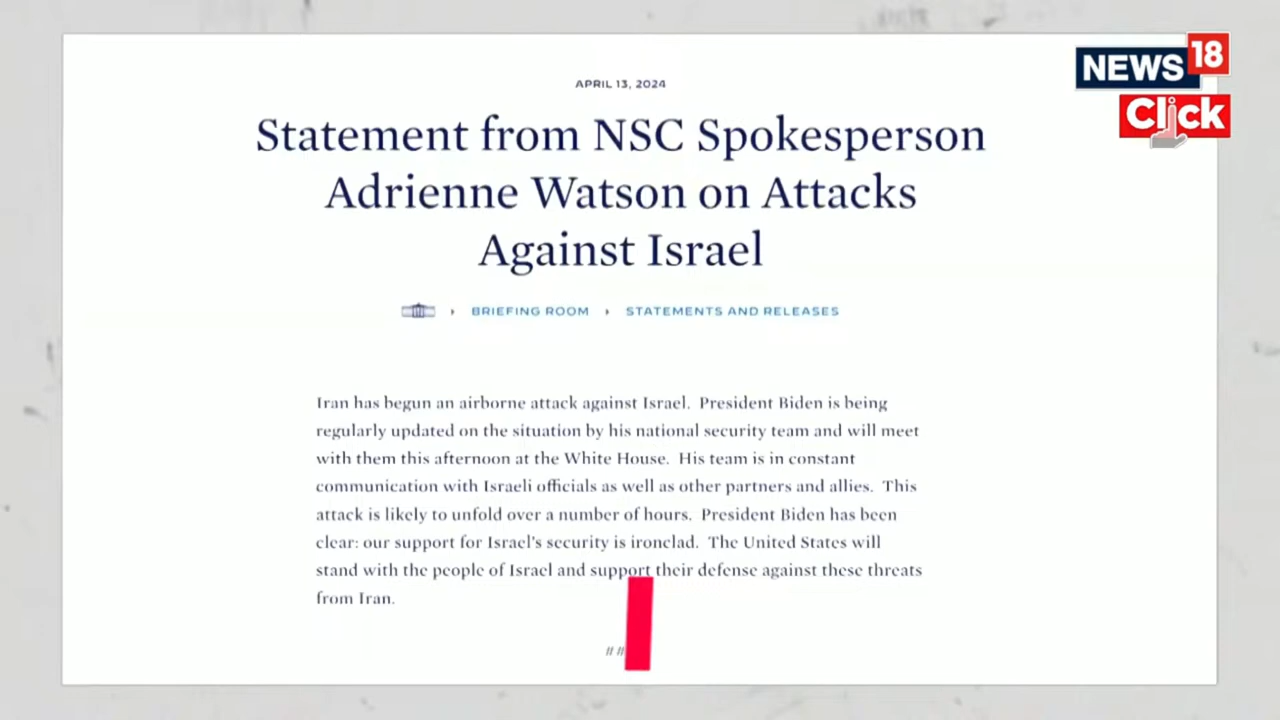 NEWS 18
Click
APRIL 13, 2024
Statement from NSC Spokesperson
Adrienne Watson on Attacks
Against Israel
BRIEFING ROOM › STATEMENTS AND RELEASES
Iran has begun an airborne attack against Israel. President Biden is being
regularly updated on the situation by his national security team and will meet
with them this afternoon at the White House. His team is in constant
communication with Israeli officials as well as other partners and allies. This
attack is likely to unfold over a number of hours. President Biden has been
clear: our support for Israel's security is ironclad. The United States will
stand with the people of Israel and support their defense against these threats
from Iran.
##